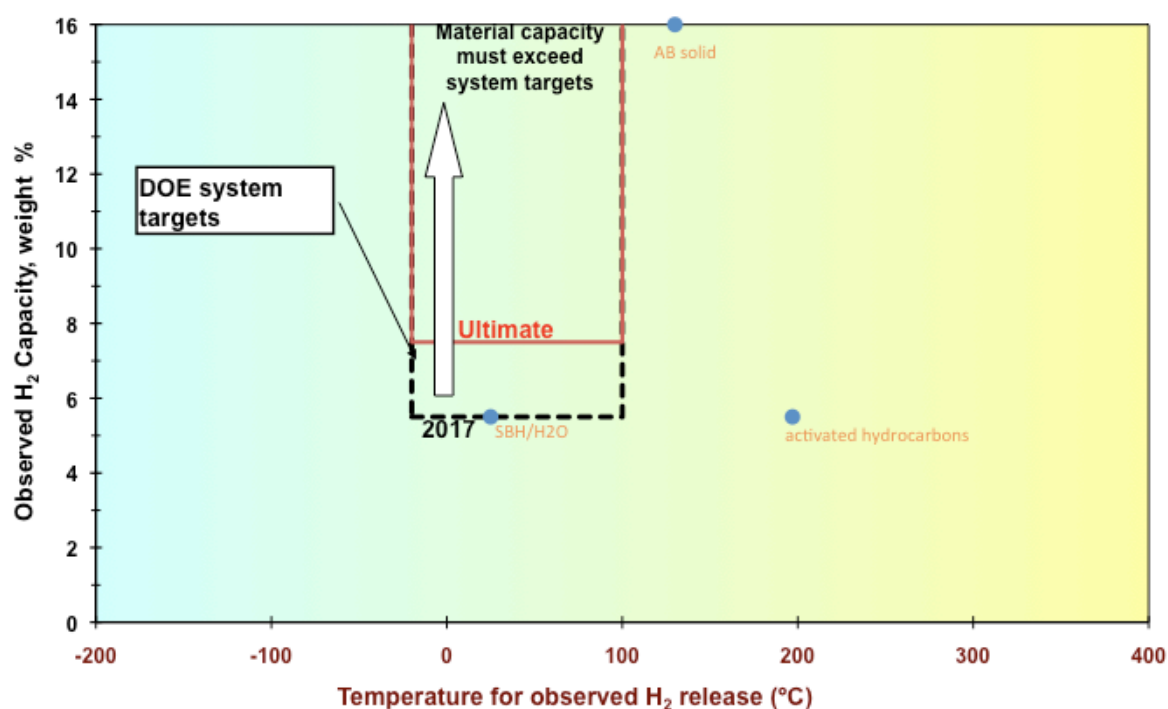 16
14
12
10
8
6
4
2
0
Observed H₂ Capacity, weight %
Material capacity
must exceed
system targets
AB solid
DOE system
targets
Ultimate
2017
SBH/H2O
activated hydrocarbons
-200
-100
0
100
200
300
400
Temperature for observed H₂ release (ºC)